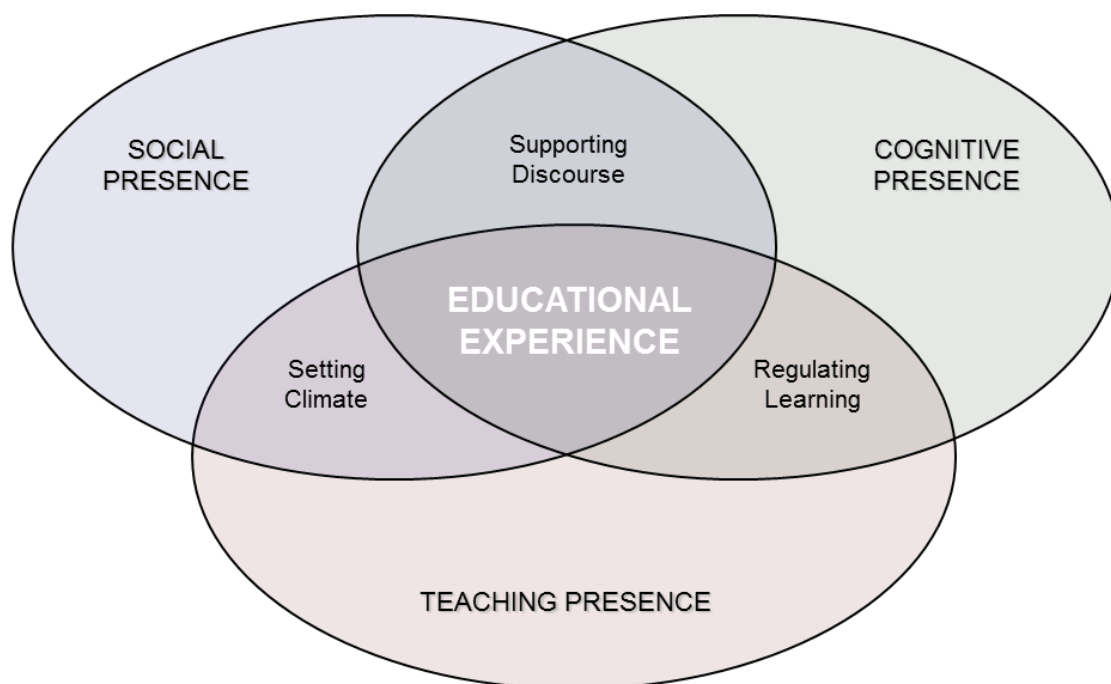 SOCIAL
PRESENCE
Supporting
Discourse
COGNITIVE
PRESENCE
EDUCATIONAL
EXPERIENCE
Setting
Climate
Regulating
Learning
TEACHING PRESENCE